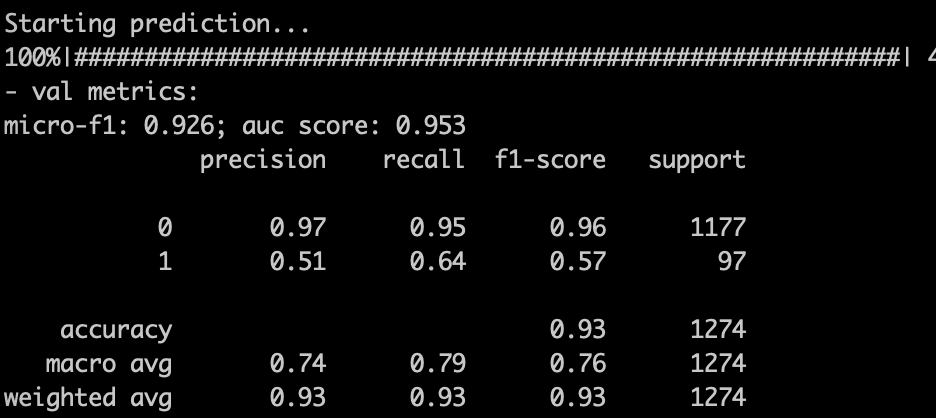 Starting prediction...
100%|###########################################################| 4
- val metrics:
micro-f1: 0.926; auc score: 0.953
precision recall f1-score support
0 0.97 0.95 0.96 1177
1 0.51 0.64 0.57 97
accuracy 0.93 1274
macro avg 0.74 0.79 0.76 1274
weighted avg 0.93 0.93 0.93 1274